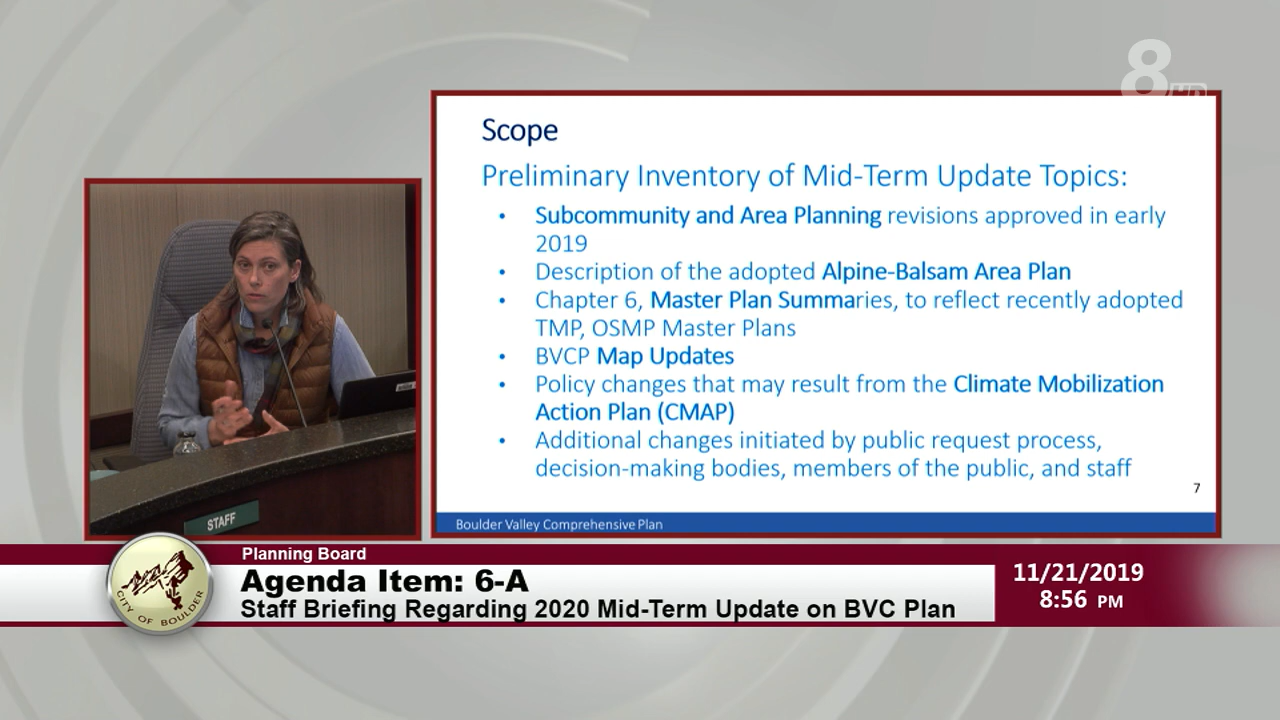 8
HD
Scope
Preliminary Inventory of Mid-Term Update Topics:
• Subcommunity and Area Planning revisions approved in early
2019
• Description of the adopted Alpine-Balsam Area Plan
• Chapter 6, Master Plan Summaries, to reflect recently adopted
TMP, OSMP Master Plans
• BVCP Map Updates
• Policy changes that may result from the Climate Mobilization
Action Plan (CMAP)
• Additional changes initiated by public request process,
decision-making bodies, members of the public, and staff
7
Boulder Valley Comprehensive Plan
STAFF
Planning Board
Agenda Item: 6-A
Staff Briefing Regarding 2020 Mid-Term Update on BVC Plan
11/21/2019
8:56 PM
CITY OF BOULDER